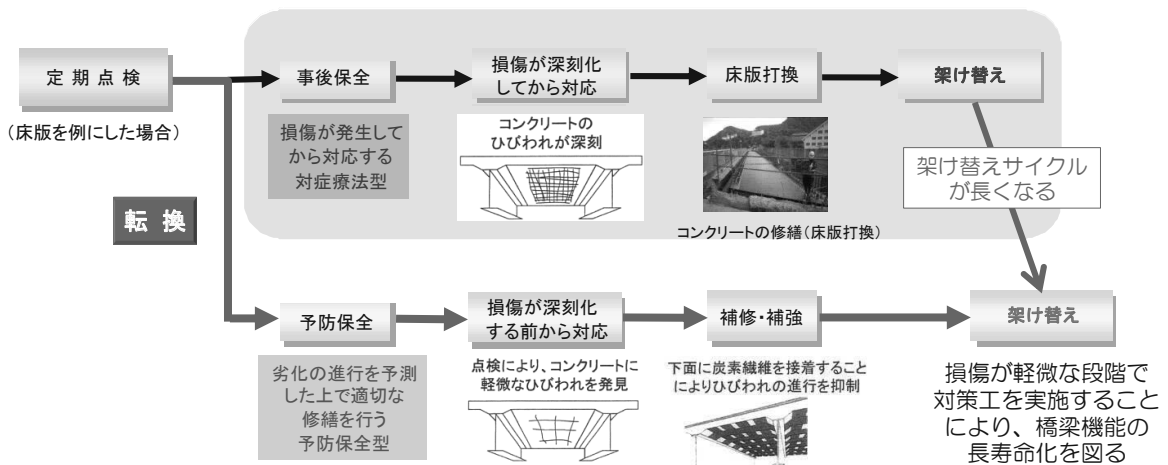 定期点検
(床版を例にした場合)
転換
事後保全
損傷が発生して
から対応する
対症療法型
損傷が深刻化
してから対応
コンクリートの
ひびわれが深刻
床版打換
コンクリートの修繕(床版打換)
架け替え
架け替えサイクル
が長くなる
予防保全
劣化の進行を予測
した上で適切な
修繕を行う
予防保全型
損傷が深刻化
する前から対応
点検により、コンクリートに
軽微なひびわれを発見
補修・補強
下面に炭素繊維を接着すること
によりひびわれの進行を抑制
架け替え
損傷が軽微な段階で
対策工を実施すること
により、橋梁機能の
長寿命化を図る